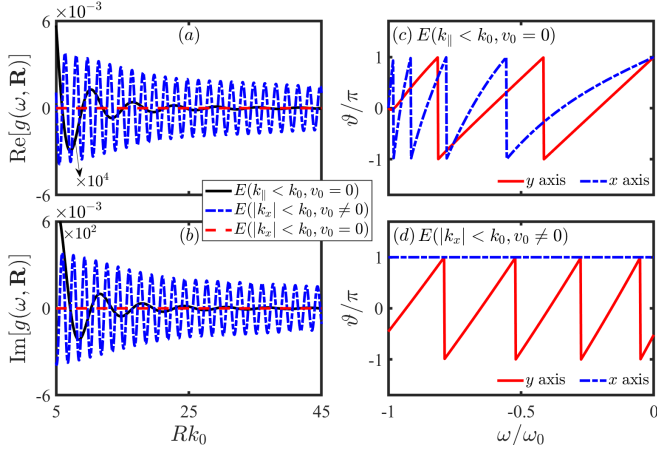 6 ×10⁻³
(a)
Re[g(ω, R)]
0
×10⁴
-6
E(k∥ < k₀, v₀ = 0)
E(|kₓ| < k₀, v₀ ≠ 0)
E(|kₓ| < k₀, v₀ = 0)
6 ×10⁻³
×10²
(b)
Im[g(ω, R)]
0
-6
5 25 45
Rk₀
(c) E(k∥ < k₀, v₀ = 0)
1
ϑ/π
0
-1
y axis x axis
(d) E(|kₓ| < k₀, v₀ ≠ 0)
1
ϑ/π
0
-1
y axis x axis
-1 -0.5 0
ω/ω₀